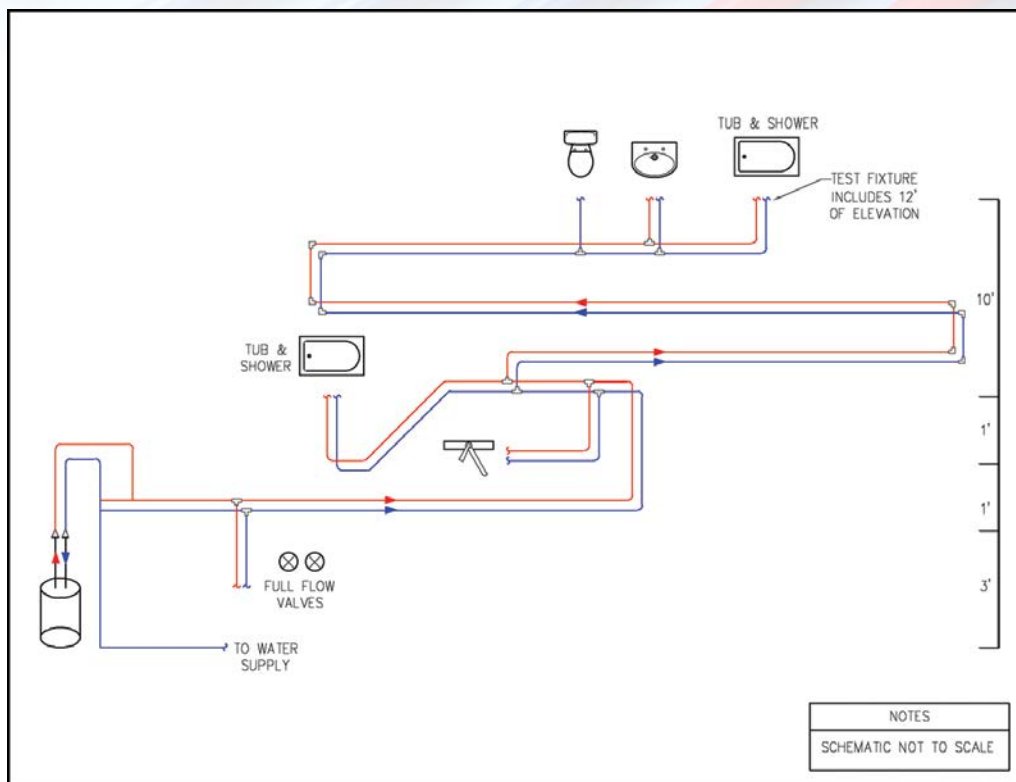 TUB & SHOWER
TEST FIXTURE
INCLUDES 12'
OF ELEVATION
10'
TUB &
SHOWER
1'
1'
FULL FLOW
VALVES
3'
TO WATER
SUPPLY
NOTES
SCHEMATIC NOT TO SCALE